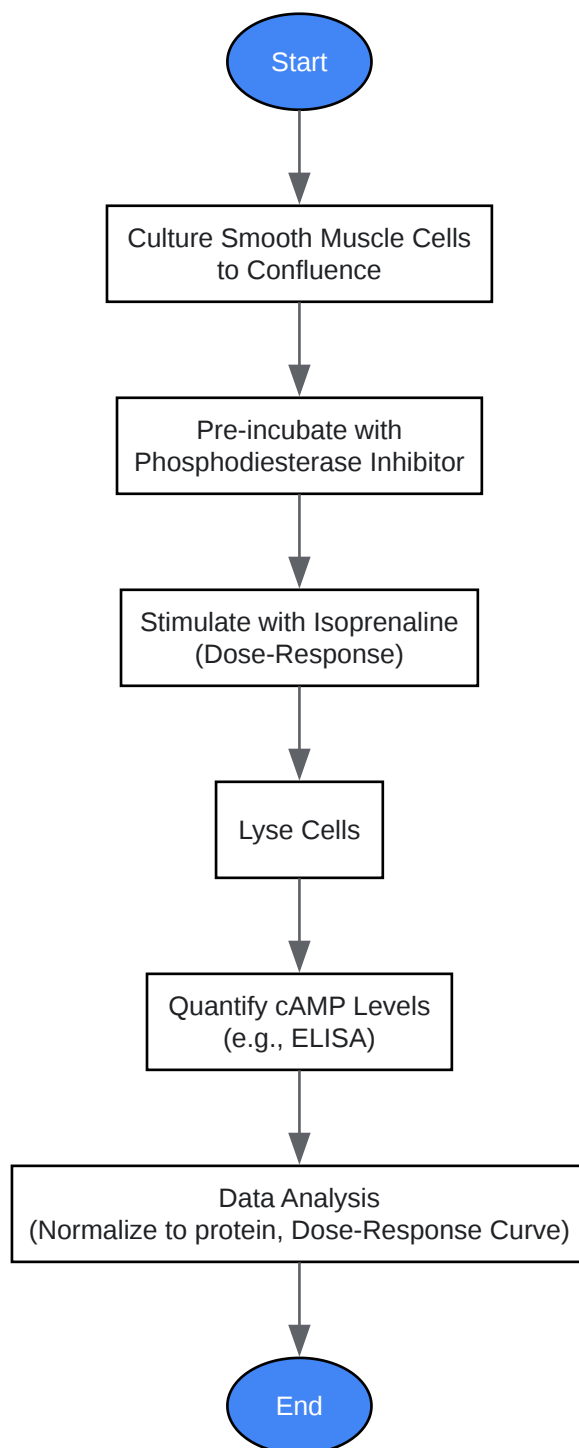 Start
Culture Smooth Muscle Cells
to Confluence
Pre-incubate with
Phosphodiesterase Inhibitor
Stimulate with Isoprenaline
(Dose-Response)
Lyse Cells
Quantify cAMP Levels
(e.g., ELISA)
Data Analysis
(Normalize to protein, Dose-Response Curve)
End